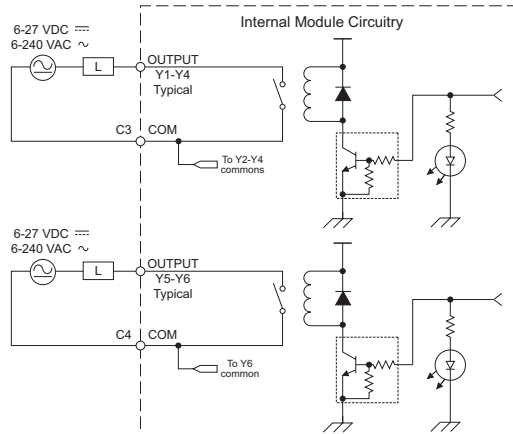 Internal Module Circuitry
6-27 VDC ⎓
6-240 VAC ∼
L
OUTPUT
Y1-Y4
Typical
C3
COM
To Y2-Y4
commons
6-27 VDC ⎓
6-240 VAC ∼
L
OUTPUT
Y5-Y6
Typical
C4
COM
To Y6
common